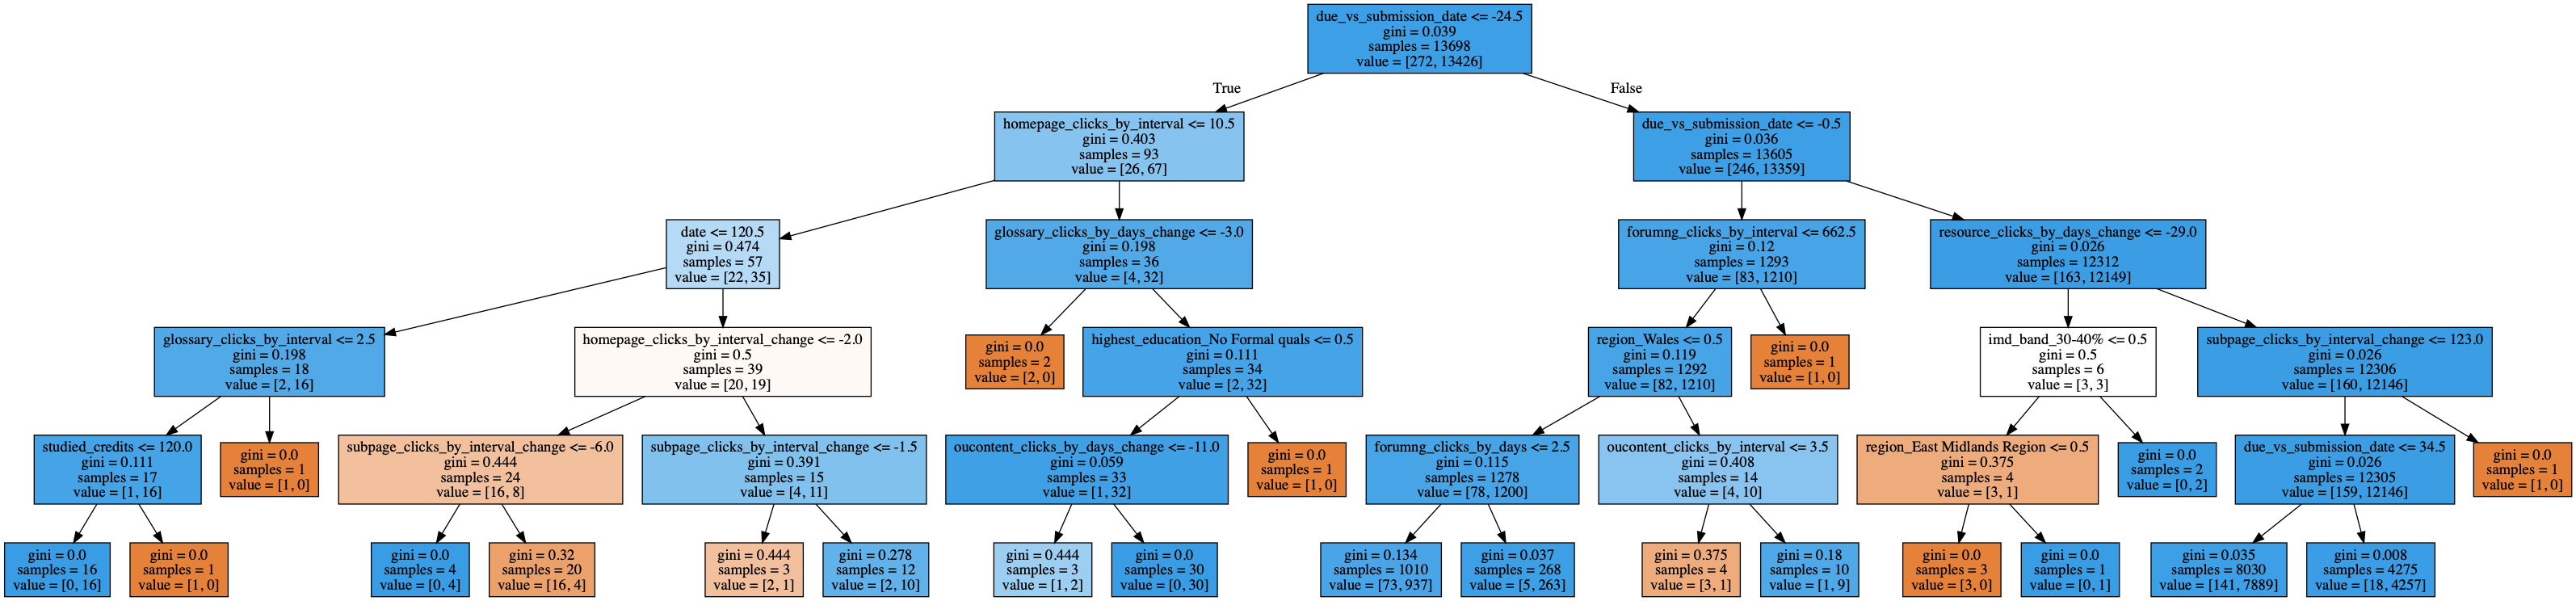 due_vs_submission_date <= -24.5
gini = 0.039
samples = 13698
value = [272, 13426]
True
False
homepage_clicks_by_interval <= 10.5
gini = 0.403
samples = 93
value = [26, 67]
due_vs_submission_date <= -0.5
gini = 0.036
samples = 13605
value = [246, 13359]
date <= 120.5
gini = 0.474
samples = 57
value = [22, 35]
glossary_clicks_by_days_change <= -3.0
gini = 0.198
samples = 36
value = [4, 32]
forumng_clicks_by_interval <= 662.5
gini = 0.12
samples = 1293
value = [83, 1210]
resource_clicks_by_days_change <= -29.0
gini = 0.026
samples = 12312
value = [163, 12149]
glossary_clicks_by_interval <= 2.5
gini = 0.198
samples = 18
value = [2, 16]
homepage_clicks_by_interval_change <= -2.0
gini = 0.5
samples = 39
value = [20, 19]
gini = 0.0
samples = 2
value = [2, 0]
highest_education_No Formal quals <= 0.5
gini = 0.111
samples = 34
value = [2, 32]
region_Wales <= 0.5
gini = 0.119
samples = 1292
value = [82, 1210]
gini = 0.0
samples = 1
value = [1, 0]
imd_band_30-40% <= 0.5
gini = 0.5
samples = 6
value = [3, 3]
subpage_clicks_by_interval_change <= 123.0
gini = 0.026
samples = 12306
value = [160, 12146]
studied_credits <= 120.0
gini = 0.111
samples = 17
value = [1, 16]
gini = 0.0
samples = 1
value = [1, 0]
subpage_clicks_by_interval_change <= -6.0
gini = 0.444
samples = 24
value = [16, 8]
subpage_clicks_by_interval_change <= -1.5
gini = 0.391
samples = 15
value = [4, 11]
oucontent_clicks_by_days_change <= -11.0
gini = 0.059
samples = 33
value = [1, 32]
gini = 0.0
samples = 1
value = [1, 0]
forumng_clicks_by_days <= 2.5
gini = 0.115
samples = 1278
value = [78, 1200]
oucontent_clicks_by_interval <= 3.5
gini = 0.408
samples = 14
value = [4, 10]
region_East Midlands Region <= 0.5
gini = 0.375
samples = 4
value = [3, 1]
gini = 0.0
samples = 2
value = [0, 2]
due_vs_submission_date <= 34.5
gini = 0.026
samples = 12305
value = [159, 12146]
gini = 0.0
samples = 1
value = [1, 0]
gini = 0.0
samples = 16
value = [0, 16]
gini = 0.0
samples = 1
value = [1, 0]
gini = 0.0
samples = 4
value = [0, 4]
gini = 0.32
samples = 20
value = [16, 4]
gini = 0.444
samples = 3
value = [2, 1]
gini = 0.278
samples = 12
value = [2, 10]
gini = 0.444
samples = 3
value = [1, 2]
gini = 0.0
samples = 30
value = [0, 30]
gini = 0.134
samples = 1010
value = [73, 937]
gini = 0.037
samples = 268
value = [5, 263]
gini = 0.375
samples = 4
value = [3, 1]
gini = 0.18
samples = 10
value = [1, 9]
gini = 0.0
samples = 3
value = [3, 0]
gini = 0.0
samples = 1
value = [0, 1]
gini = 0.035
samples = 8030
value = [141, 7889]
gini = 0.008
samples = 4275
value = [18, 4257]